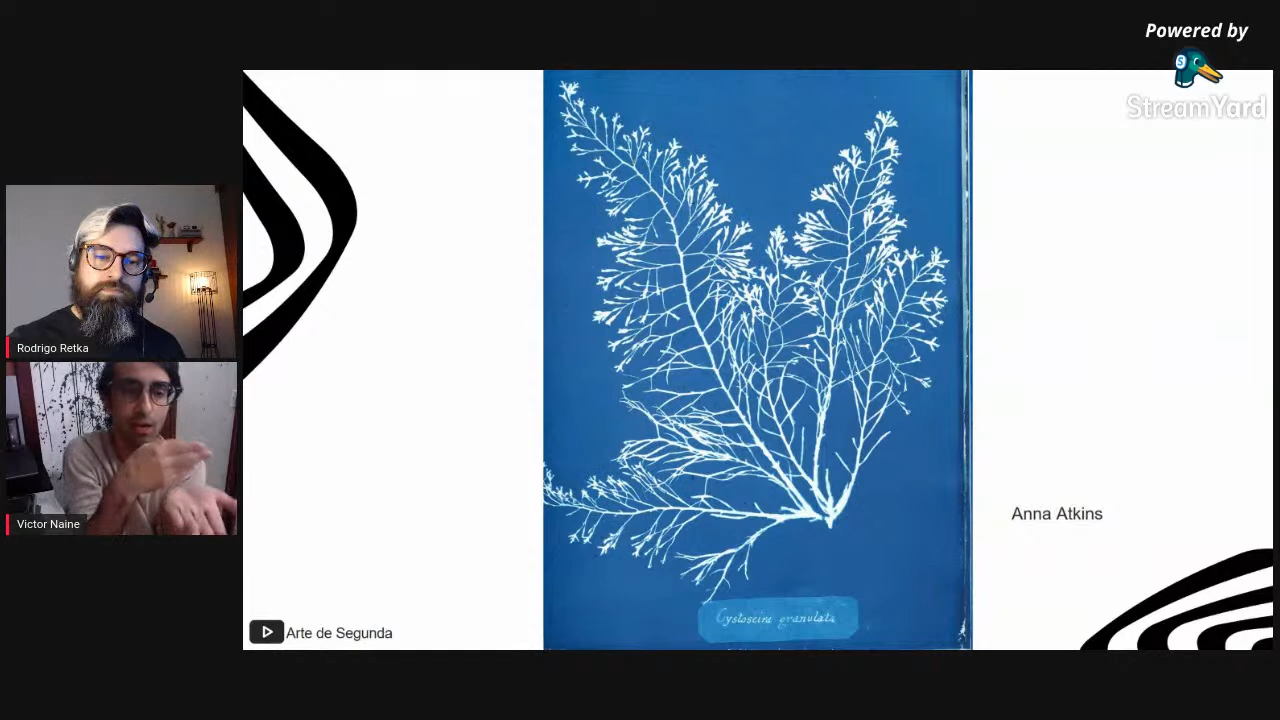 Powered by
StreamYard
Rodrigo Retka
Victor Naine
Anna Atkins
Cystoseira granulata
Arte de Segunda